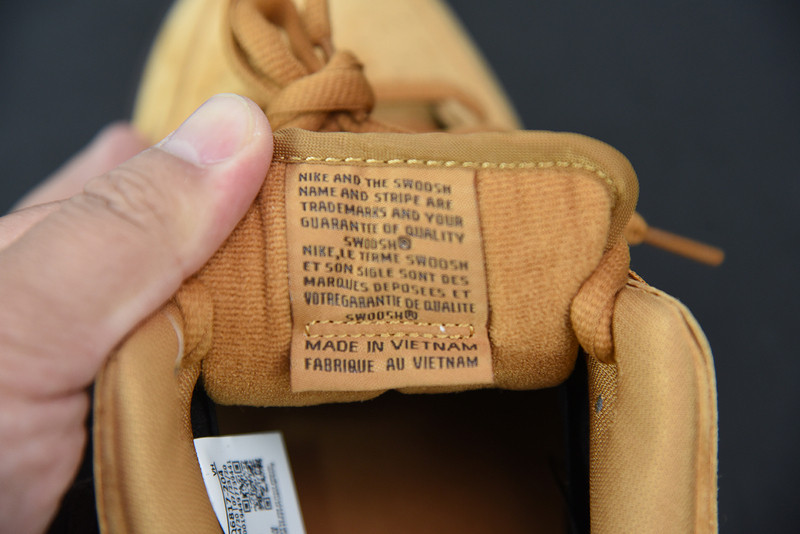 NIKE AND THE SWOOSH
NAME AND STRIPE ARE
TRADEMARKS AND YOUR
GUARANTEE OF QUALITY
SWOOSH®
NIKE,LE TERME SWOOSH
ET SON SIGLE SONT DES
MARQUES DEPOSEES ET
VOTREGARANTIE DE QUALITE
SWOOSH®
MADE IN VIETNAM
FABRIQUE AU VIETNAM